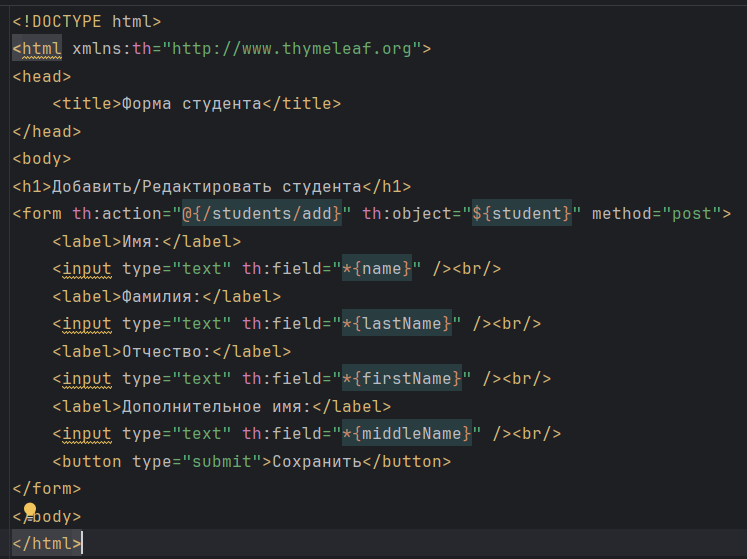 <!DOCTYPE html>
<html xmlns:th="http://www.thymeleaf.org">
<head>
    <title>Форма студента</title>
</head>
<body>
<h1>Добавить/Редактировать студента</h1>
<form th:action="@{/students/add}" th:object="${student}" method="post">
    <label>Имя:</label>
    <input type="text" th:field="*{name}" /><br/>
    <label>Фамилия:</label>
    <input type="text" th:field="*{lastName}" /><br/>
    <label>Отчество:</label>
    <input type="text" th:field="*{firstName}" /><br/>
    <label>Дополнительное имя:</label>
    <input type="text" th:field="*{middleName}" /><br/>
    <button type="submit">Сохранить</button>
</form>
</body>
</html>